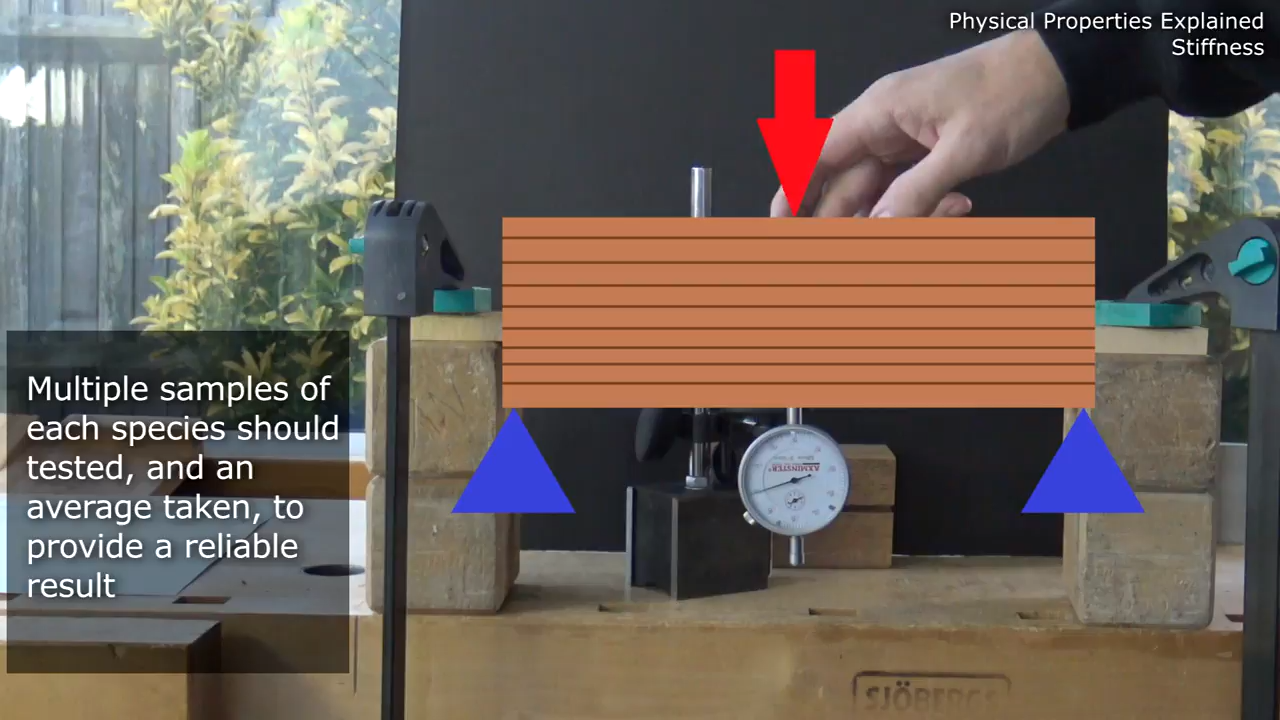 Physical Properties Explained
Stiffness
Multiple samples of
each species should
tested, and an
average taken, to
provide a reliable
result
AXMINSTER
SJÖBERGS